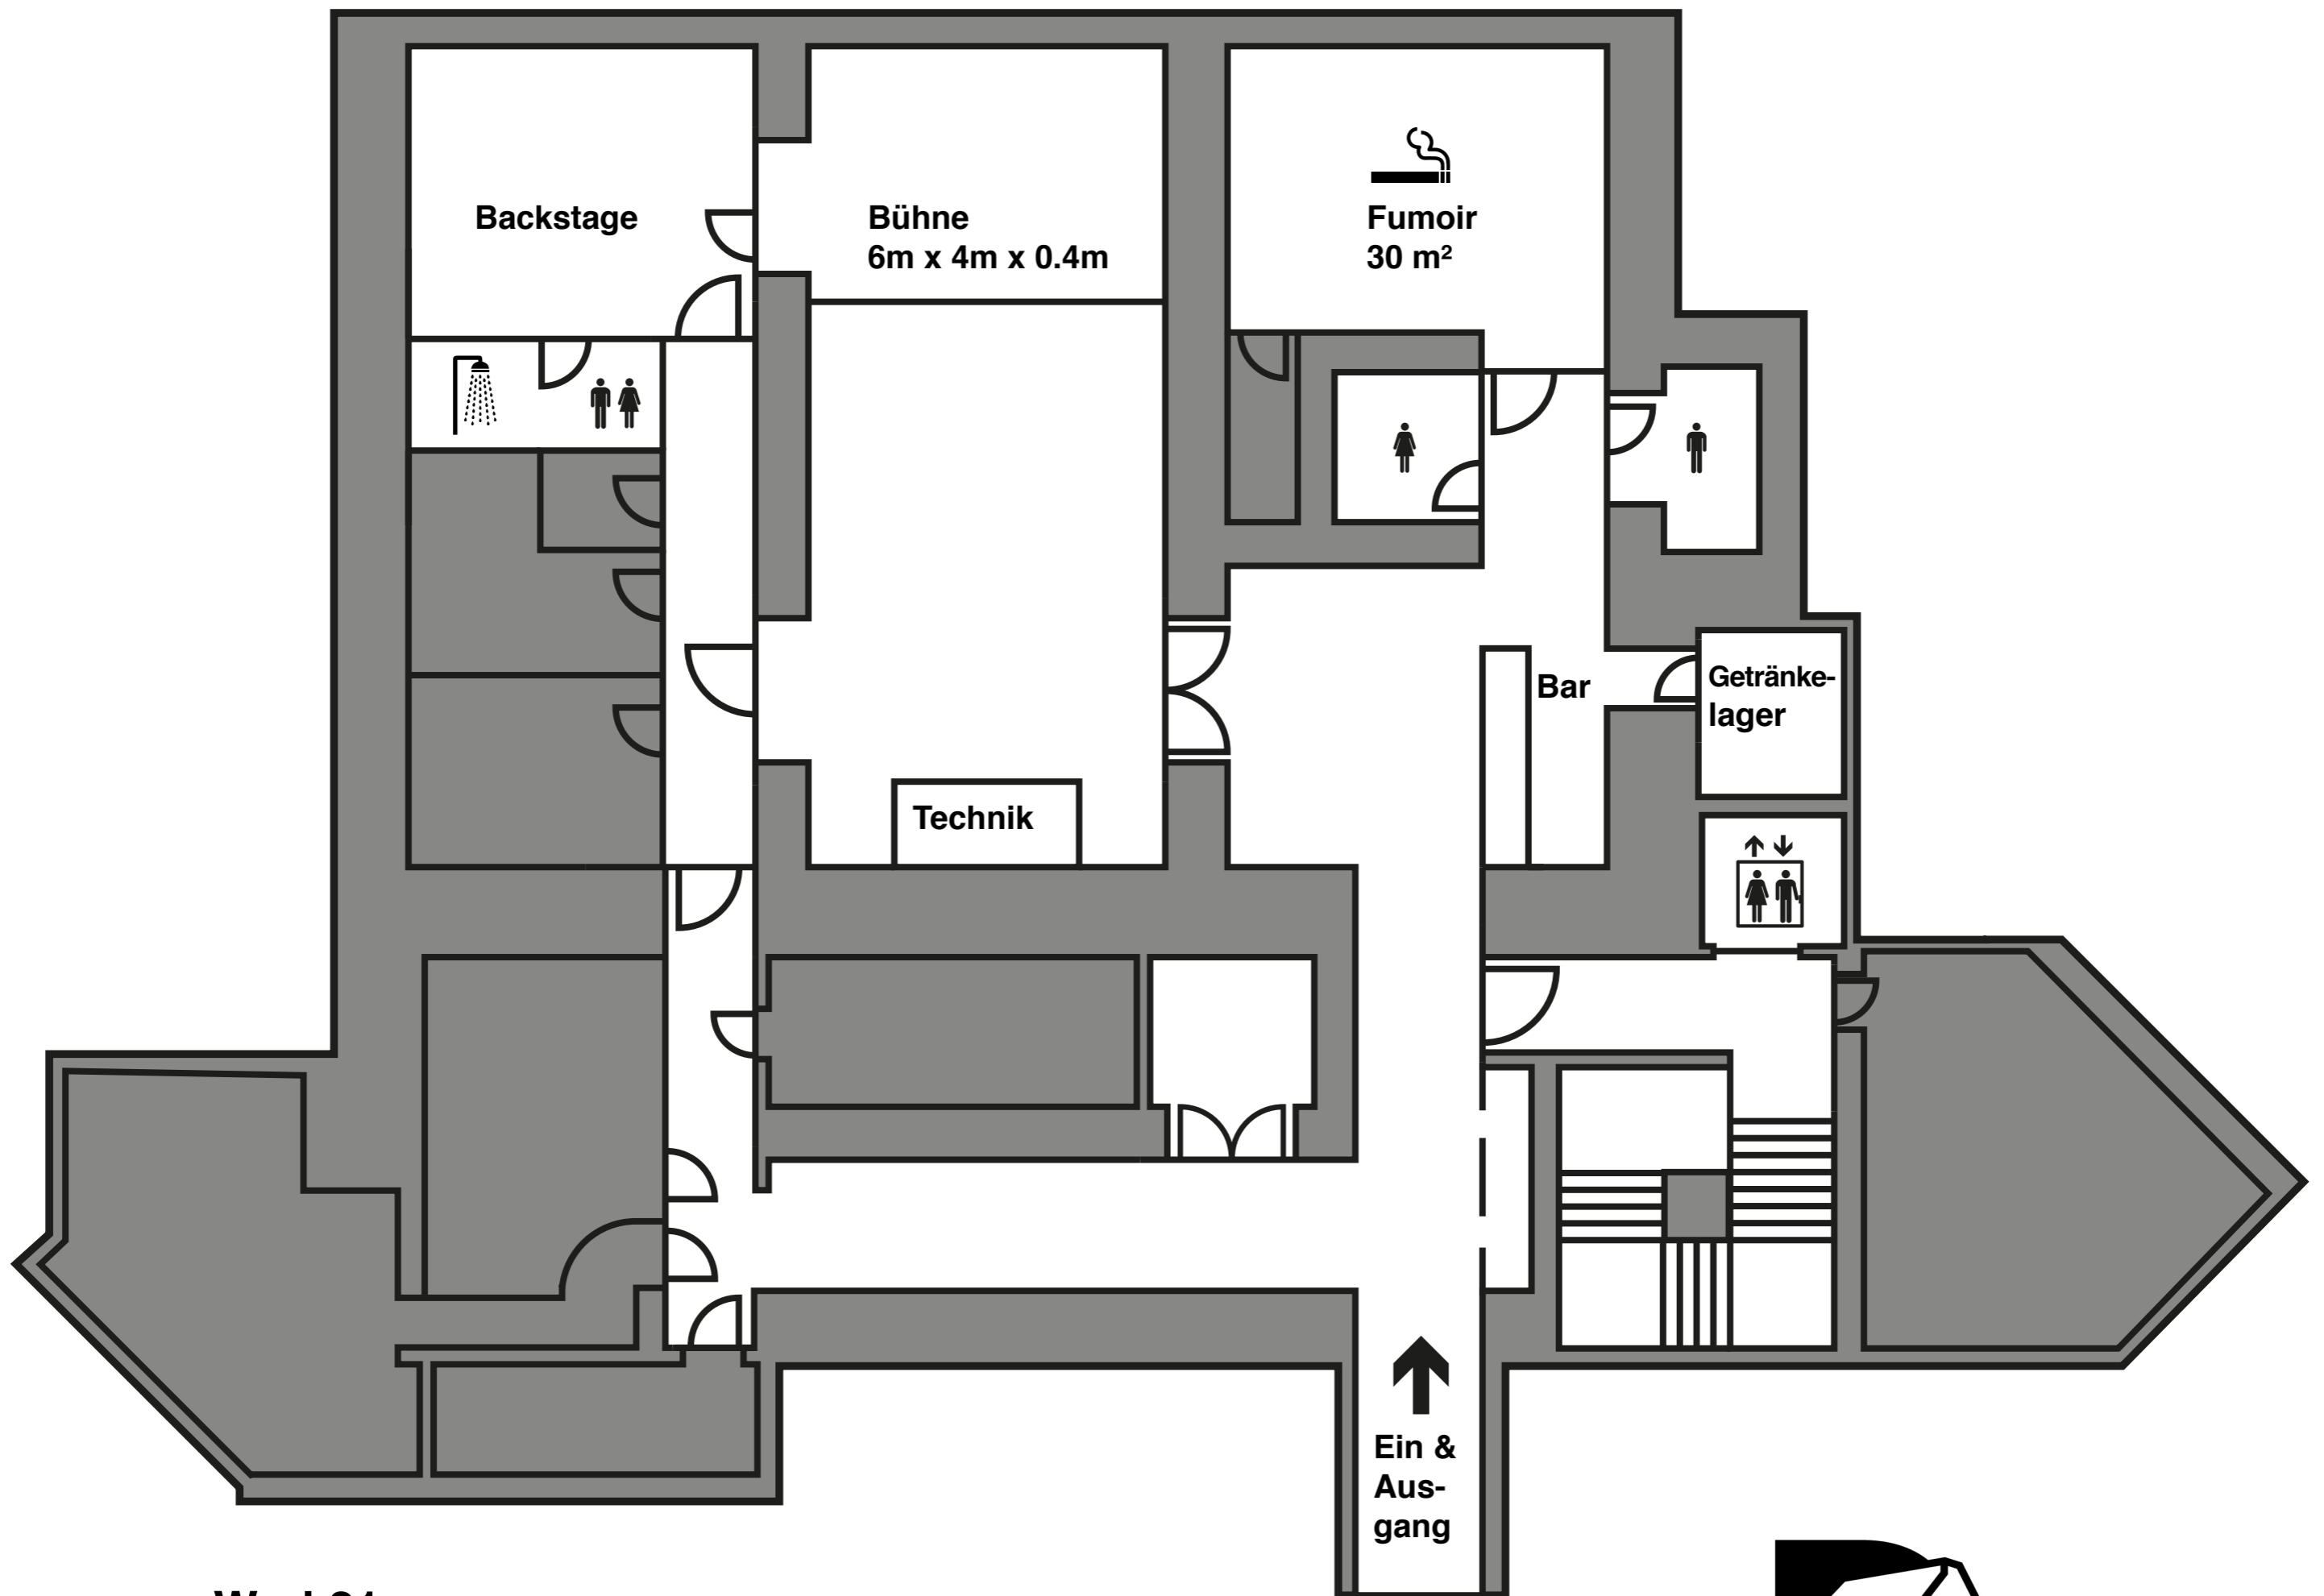 Backstage
Bühne
6m x 4m x 0.4m
Fumoir
30 m²
Bar
Getränke-
lager
Technik
Ein &
Aus-
gang